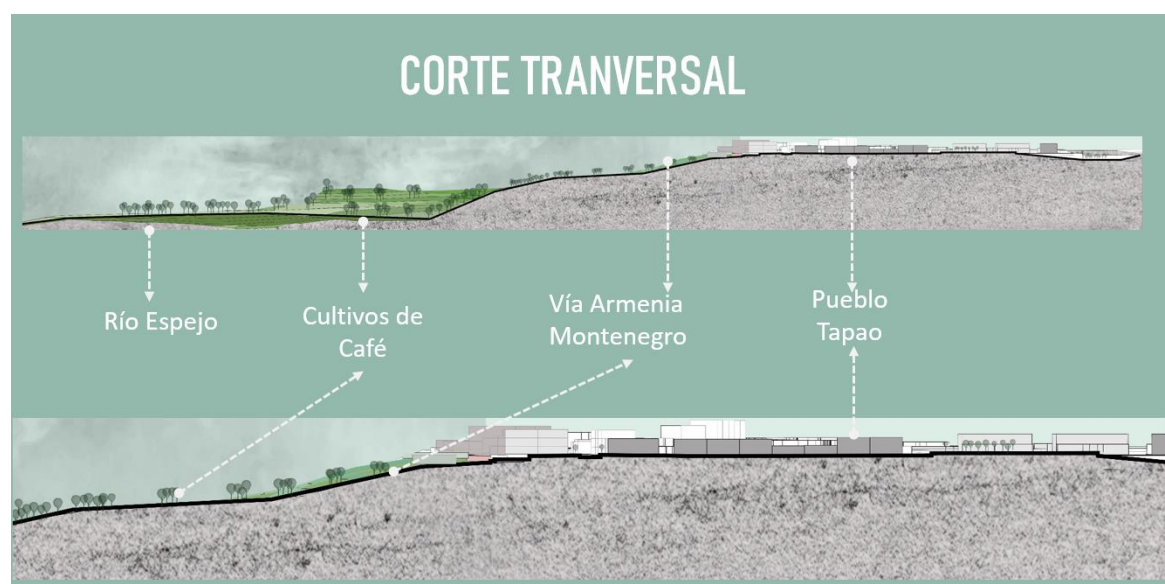 CORTE TRANVERSAL
Río Espejo
Cultivos de
Café
Vía Armenia
Montenegro
Pueblo
Tapao